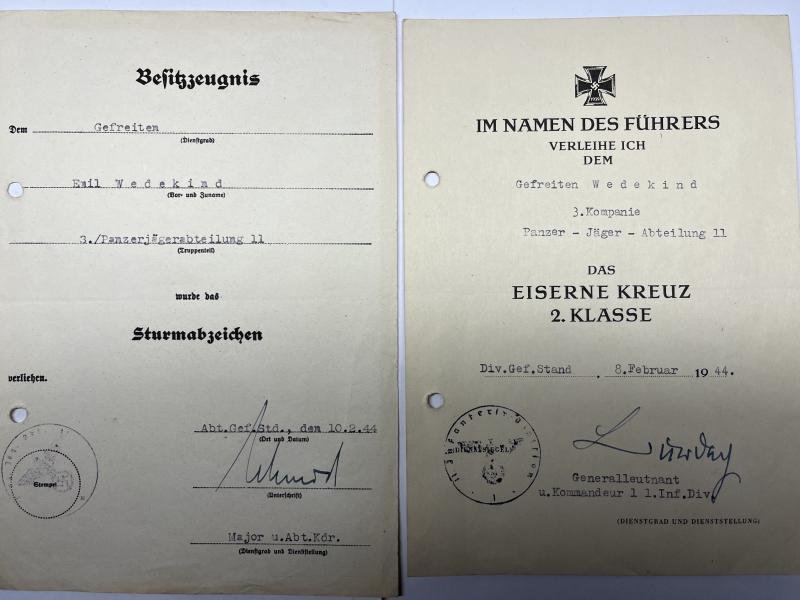 Besitzzeugnis
Dem Gefreiten
(Dienstgrad)
Emil Wedekind
(Vor- und Zuname)
3./Panzerjägerabteilung 11
(Truppenteil)
wurde das
Sturmabzeichen
verliehen.
Abt.Gef.Std., den 10.2.44
(Ort und Datum)
(Unterschrift)
Stempel
Major u.Abt.Kdr.
(Dienstgrad und Dienststellung)
IM NAMEN DES FÜHRERS
VERLEIHE ICH
DEM
Gefreiten Wedekind
3.Kompanie
Panzer - Jäger - Abteilung 11
DAS
EISERNE KREUZ
2. KLASSE
Div.Gef.Stand, 8.Februar 1944.
(DIENSTSIEGEL)
Generalleutnant
u.Kommandeur 11.Inf.Div.
(DIENSTGRAD UND DIENSTSTELLUNG)